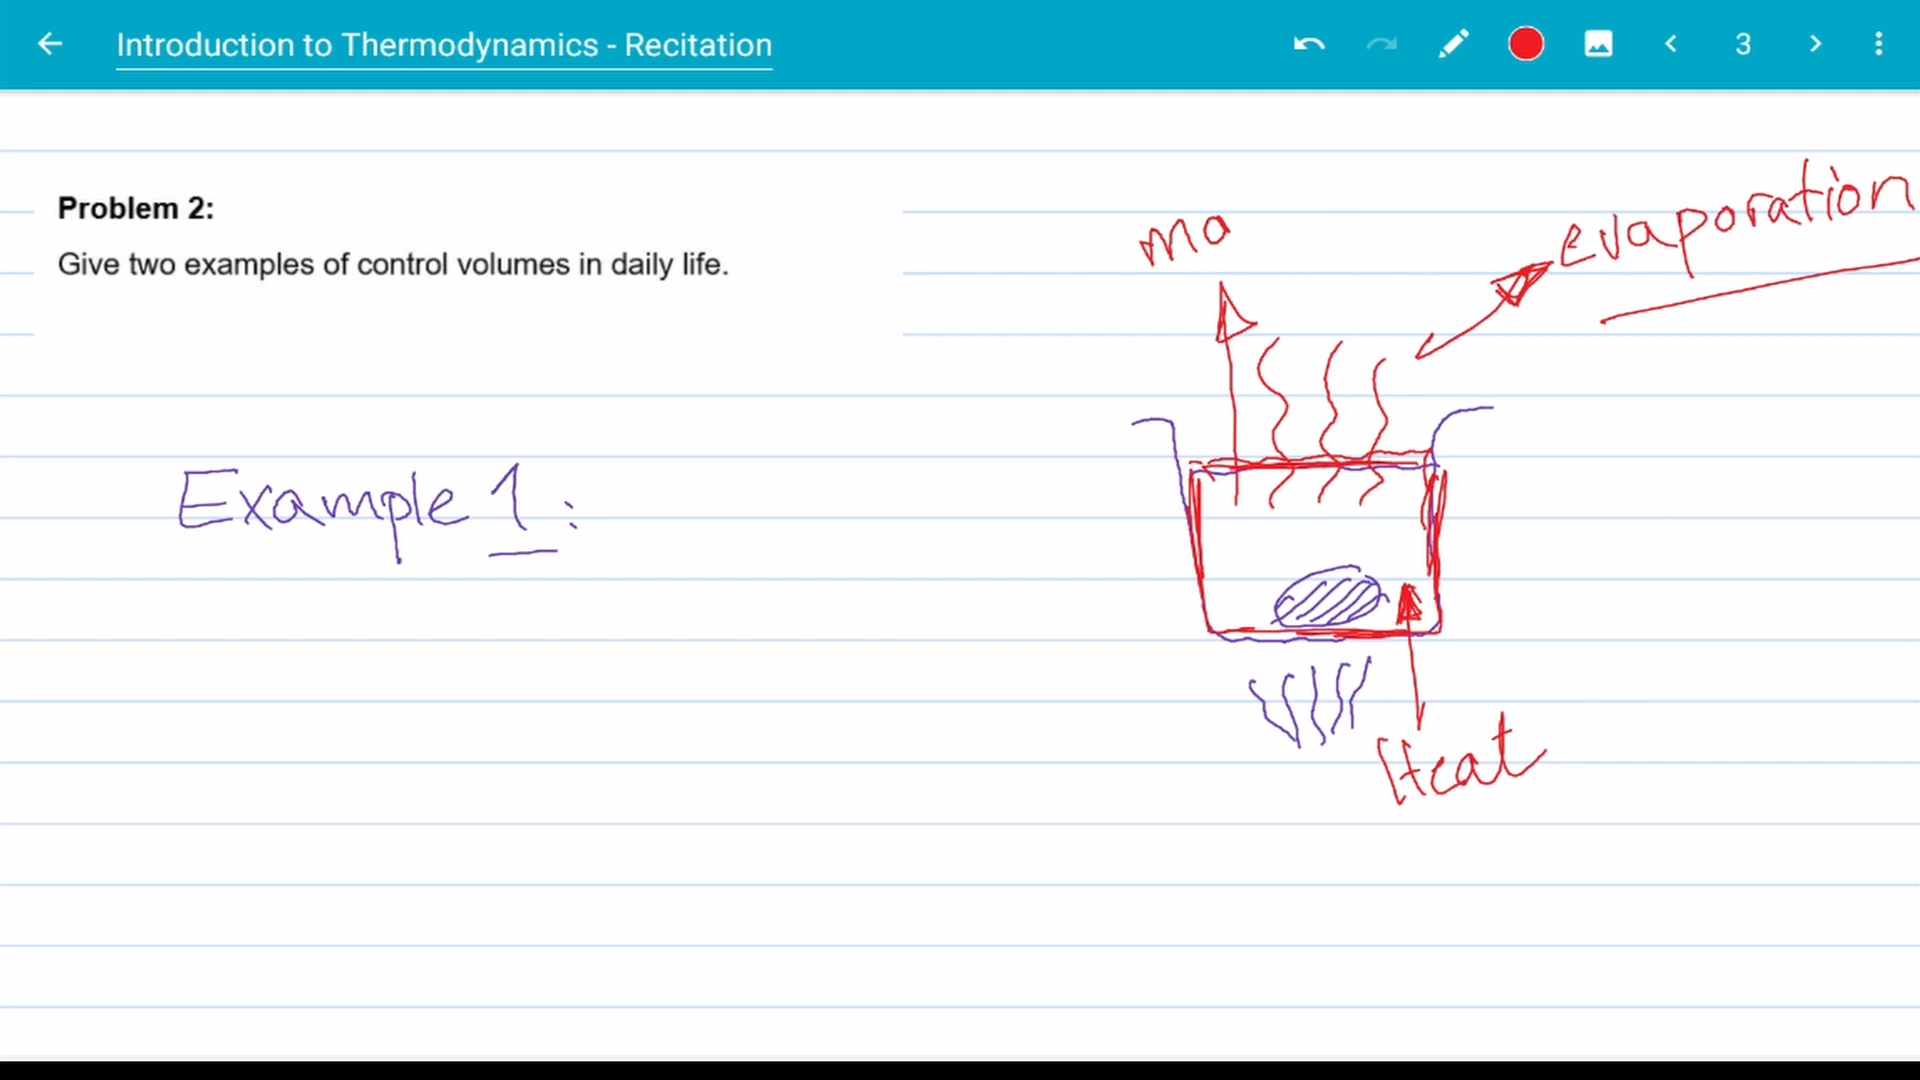 Introduction to Thermodynamics - Recitation
3
Problem 2:
Give two examples of control volumes in daily life.
ma
evaporation
Example 1:
Heat